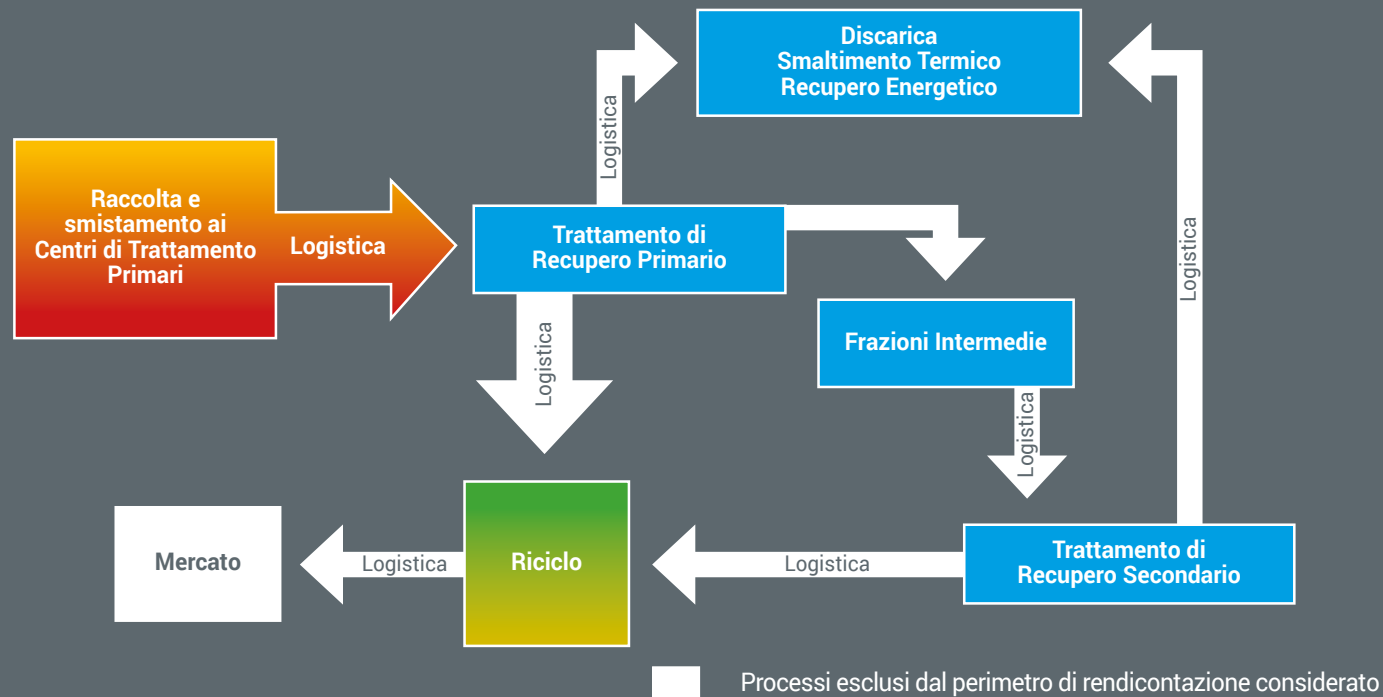 Discarica
Smaltimento Termico
Recupero Energetico
Logistica
Raccolta e
smistamento ai
Centri di Trattamento
Primari
Logistica
Trattamento di
Recupero Primario
Logistica
Frazioni Intermedie
Logistica
Logistica
Mercato
Logistica
Riciclo
Logistica
Trattamento di
Recupero Secondario
Processi esclusi dal perimetro di rendicontazione considerato